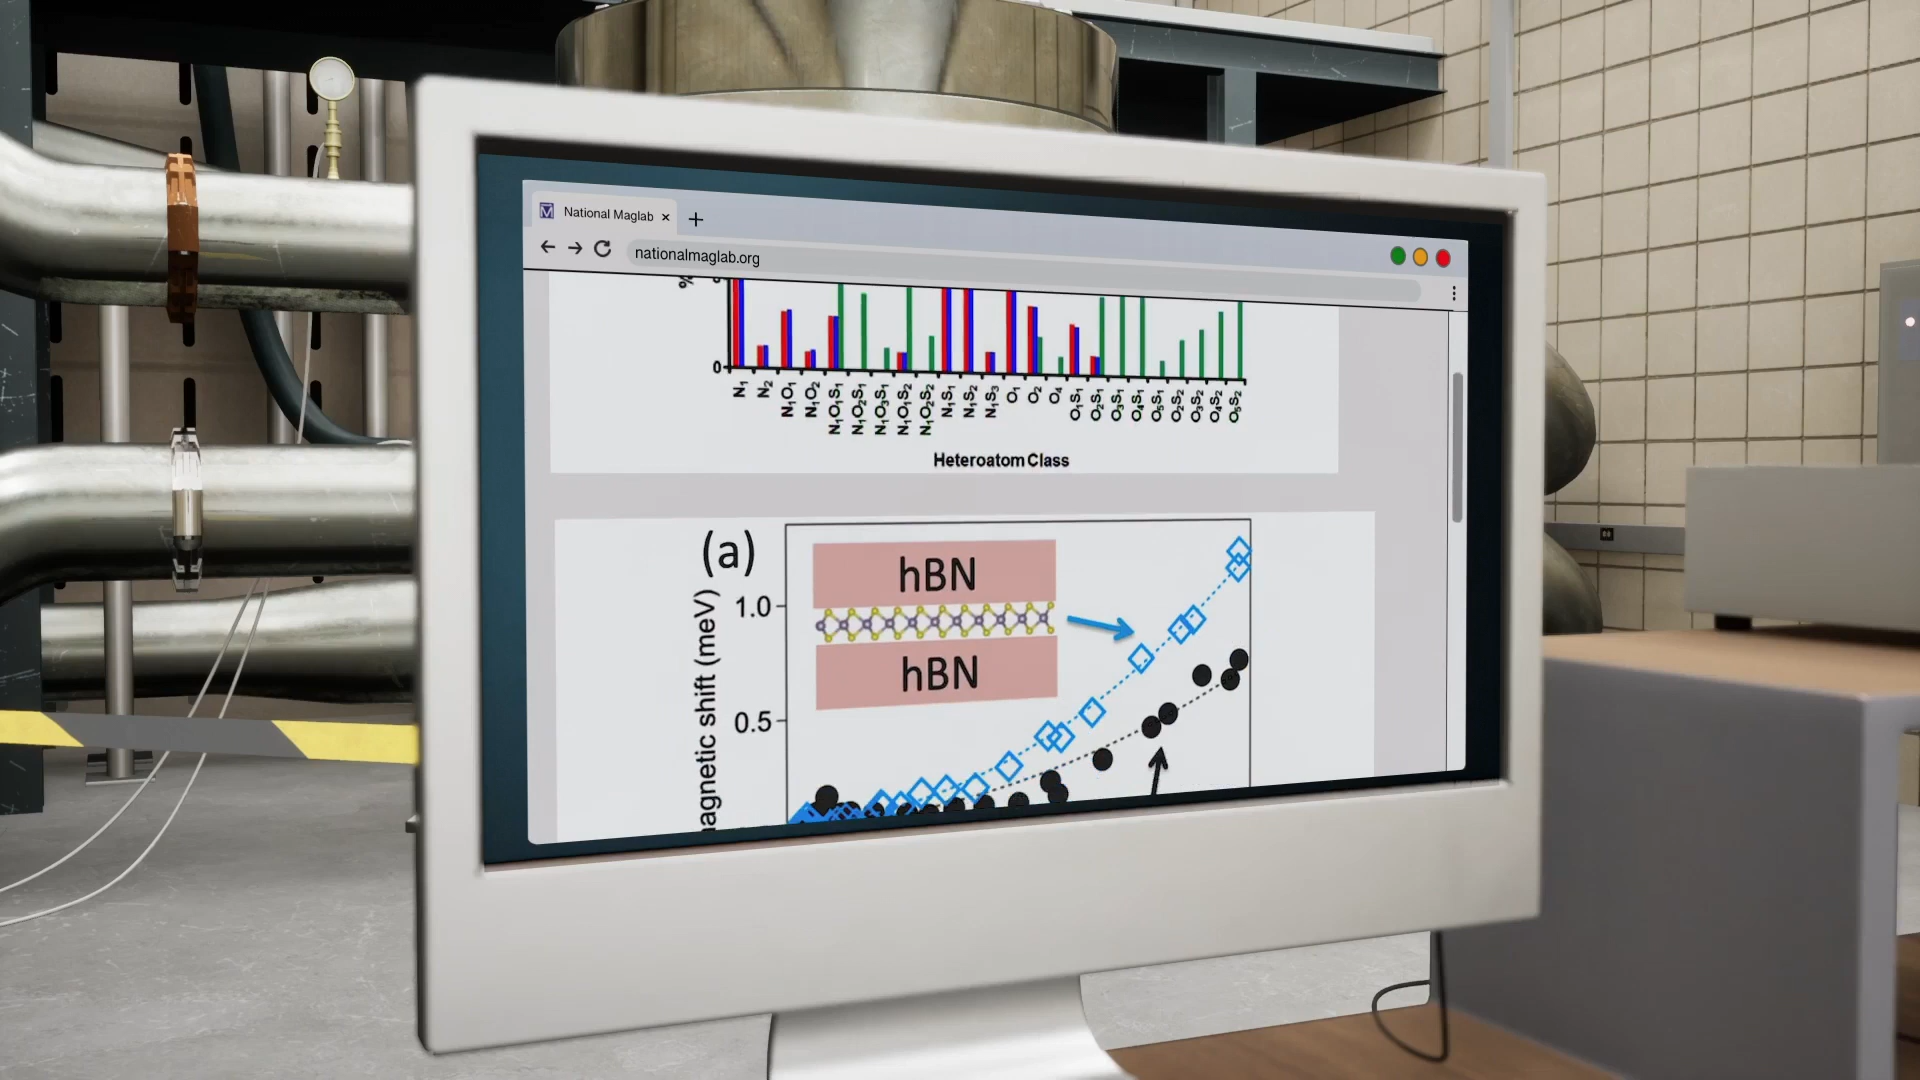 National Maglab
nationalmaglab.org
%
0
N1
N2
N1O1
N1O2
N1O1S1
N1O2S1
N1O3S1
N1O1S2
N1O2S2
N1S1
N1S2
N1S3
O1
O2
O4
O1S1
O2S1
O3S1
O4S1
O5S1
O2S2
O3S2
O4S2
O5S2
Heteroatom Class
(a)
hBN
hBN
1.0
0.5
agnetic shift (meV)